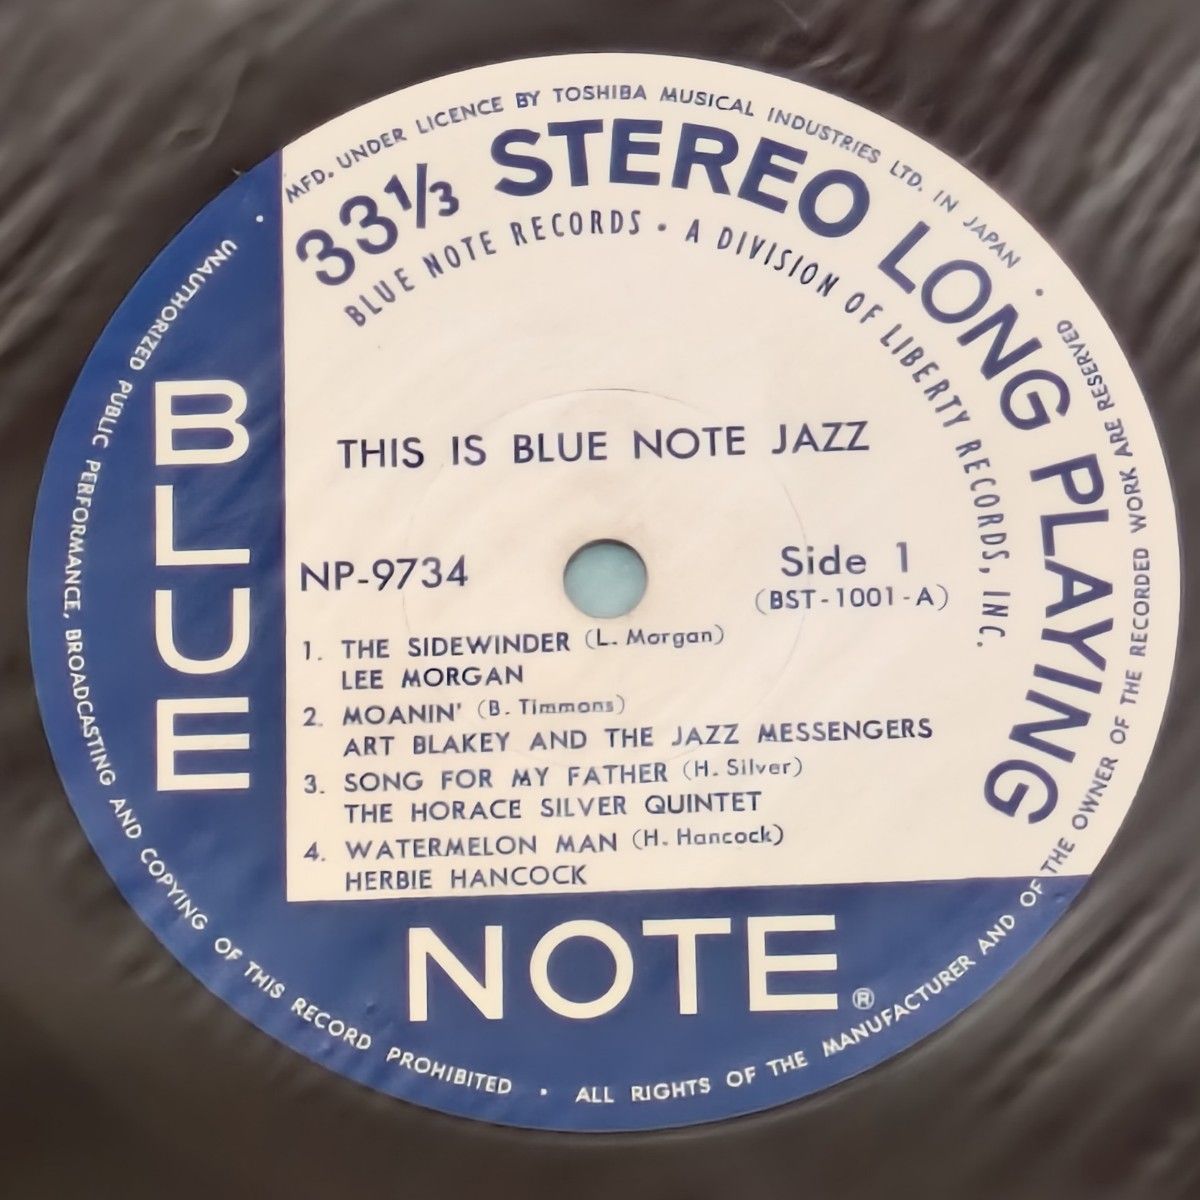 MFD. UNDER LICENCE BY TOSHIBA MUSICAL INDUSTRIES LTD. IN JAPAN •
33 1/3 STEREO LONG PLAYING
BLUE NOTE RECORDS • A DIVISION OF LIBERTY RECORDS, INC.
THIS IS BLUE NOTE JAZZ
NP-9734
Side 1
(BST-1001-A)
1. THE SIDEWINDER (L. Morgan)
LEE MORGAN
2. MOANIN' (B. Timmons)
ART BLAKEY AND THE JAZZ MESSENGERS
3. SONG FOR MY FATHER (H. Silver)
THE HORACE SILVER QUINTET
4. WATERMELON MAN (H. Hancock)
HERBIE HANCOCK
BLUE
NOTE®
• UNAUTHORIZED PUBLIC PERFORMANCE, BROADCASTING AND COPYING OF THIS RECORD PROHIBITED • ALL RIGHTS OF THE MANUFACTURER AND OF THE OWNER OF THE RECORDED WORK ARE RESERVED